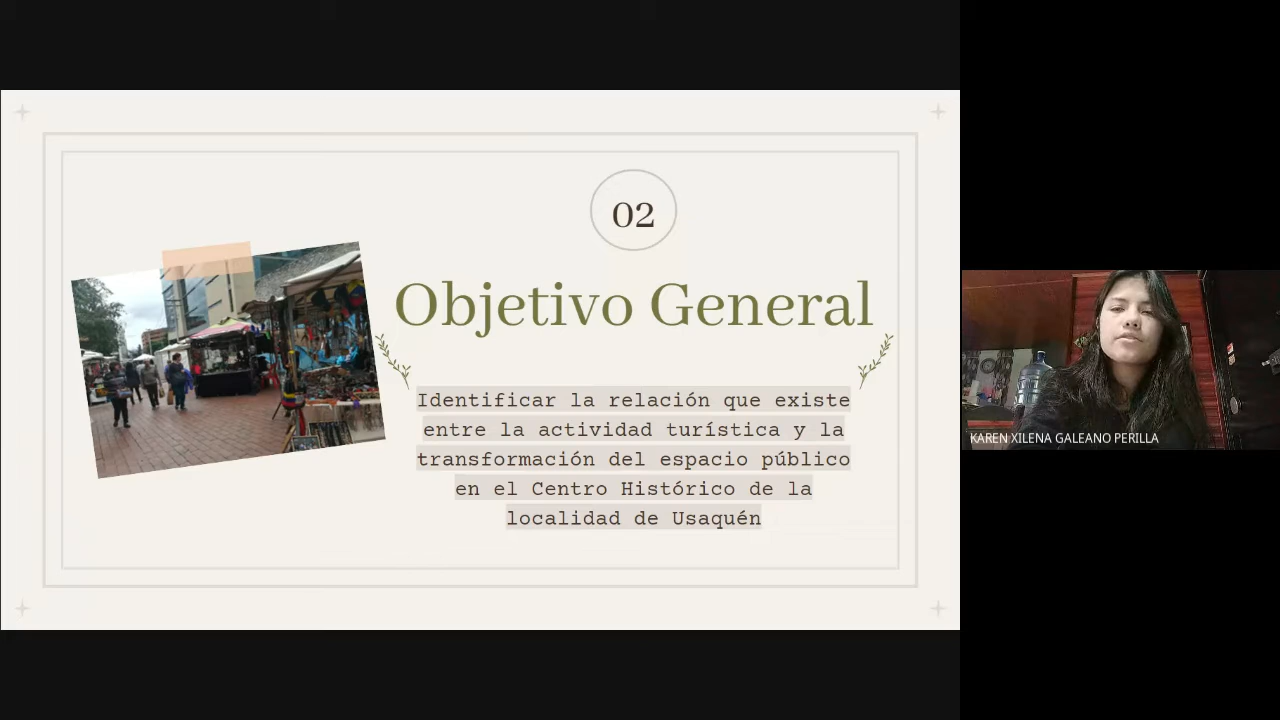 02
Objetivo General
Identificar la relación que existe
entre la actividad turística y la
transformación del espacio público
en el Centro Histórico de la
localidad de Usaquén
KAREN XILENA GALEANO PERILLA